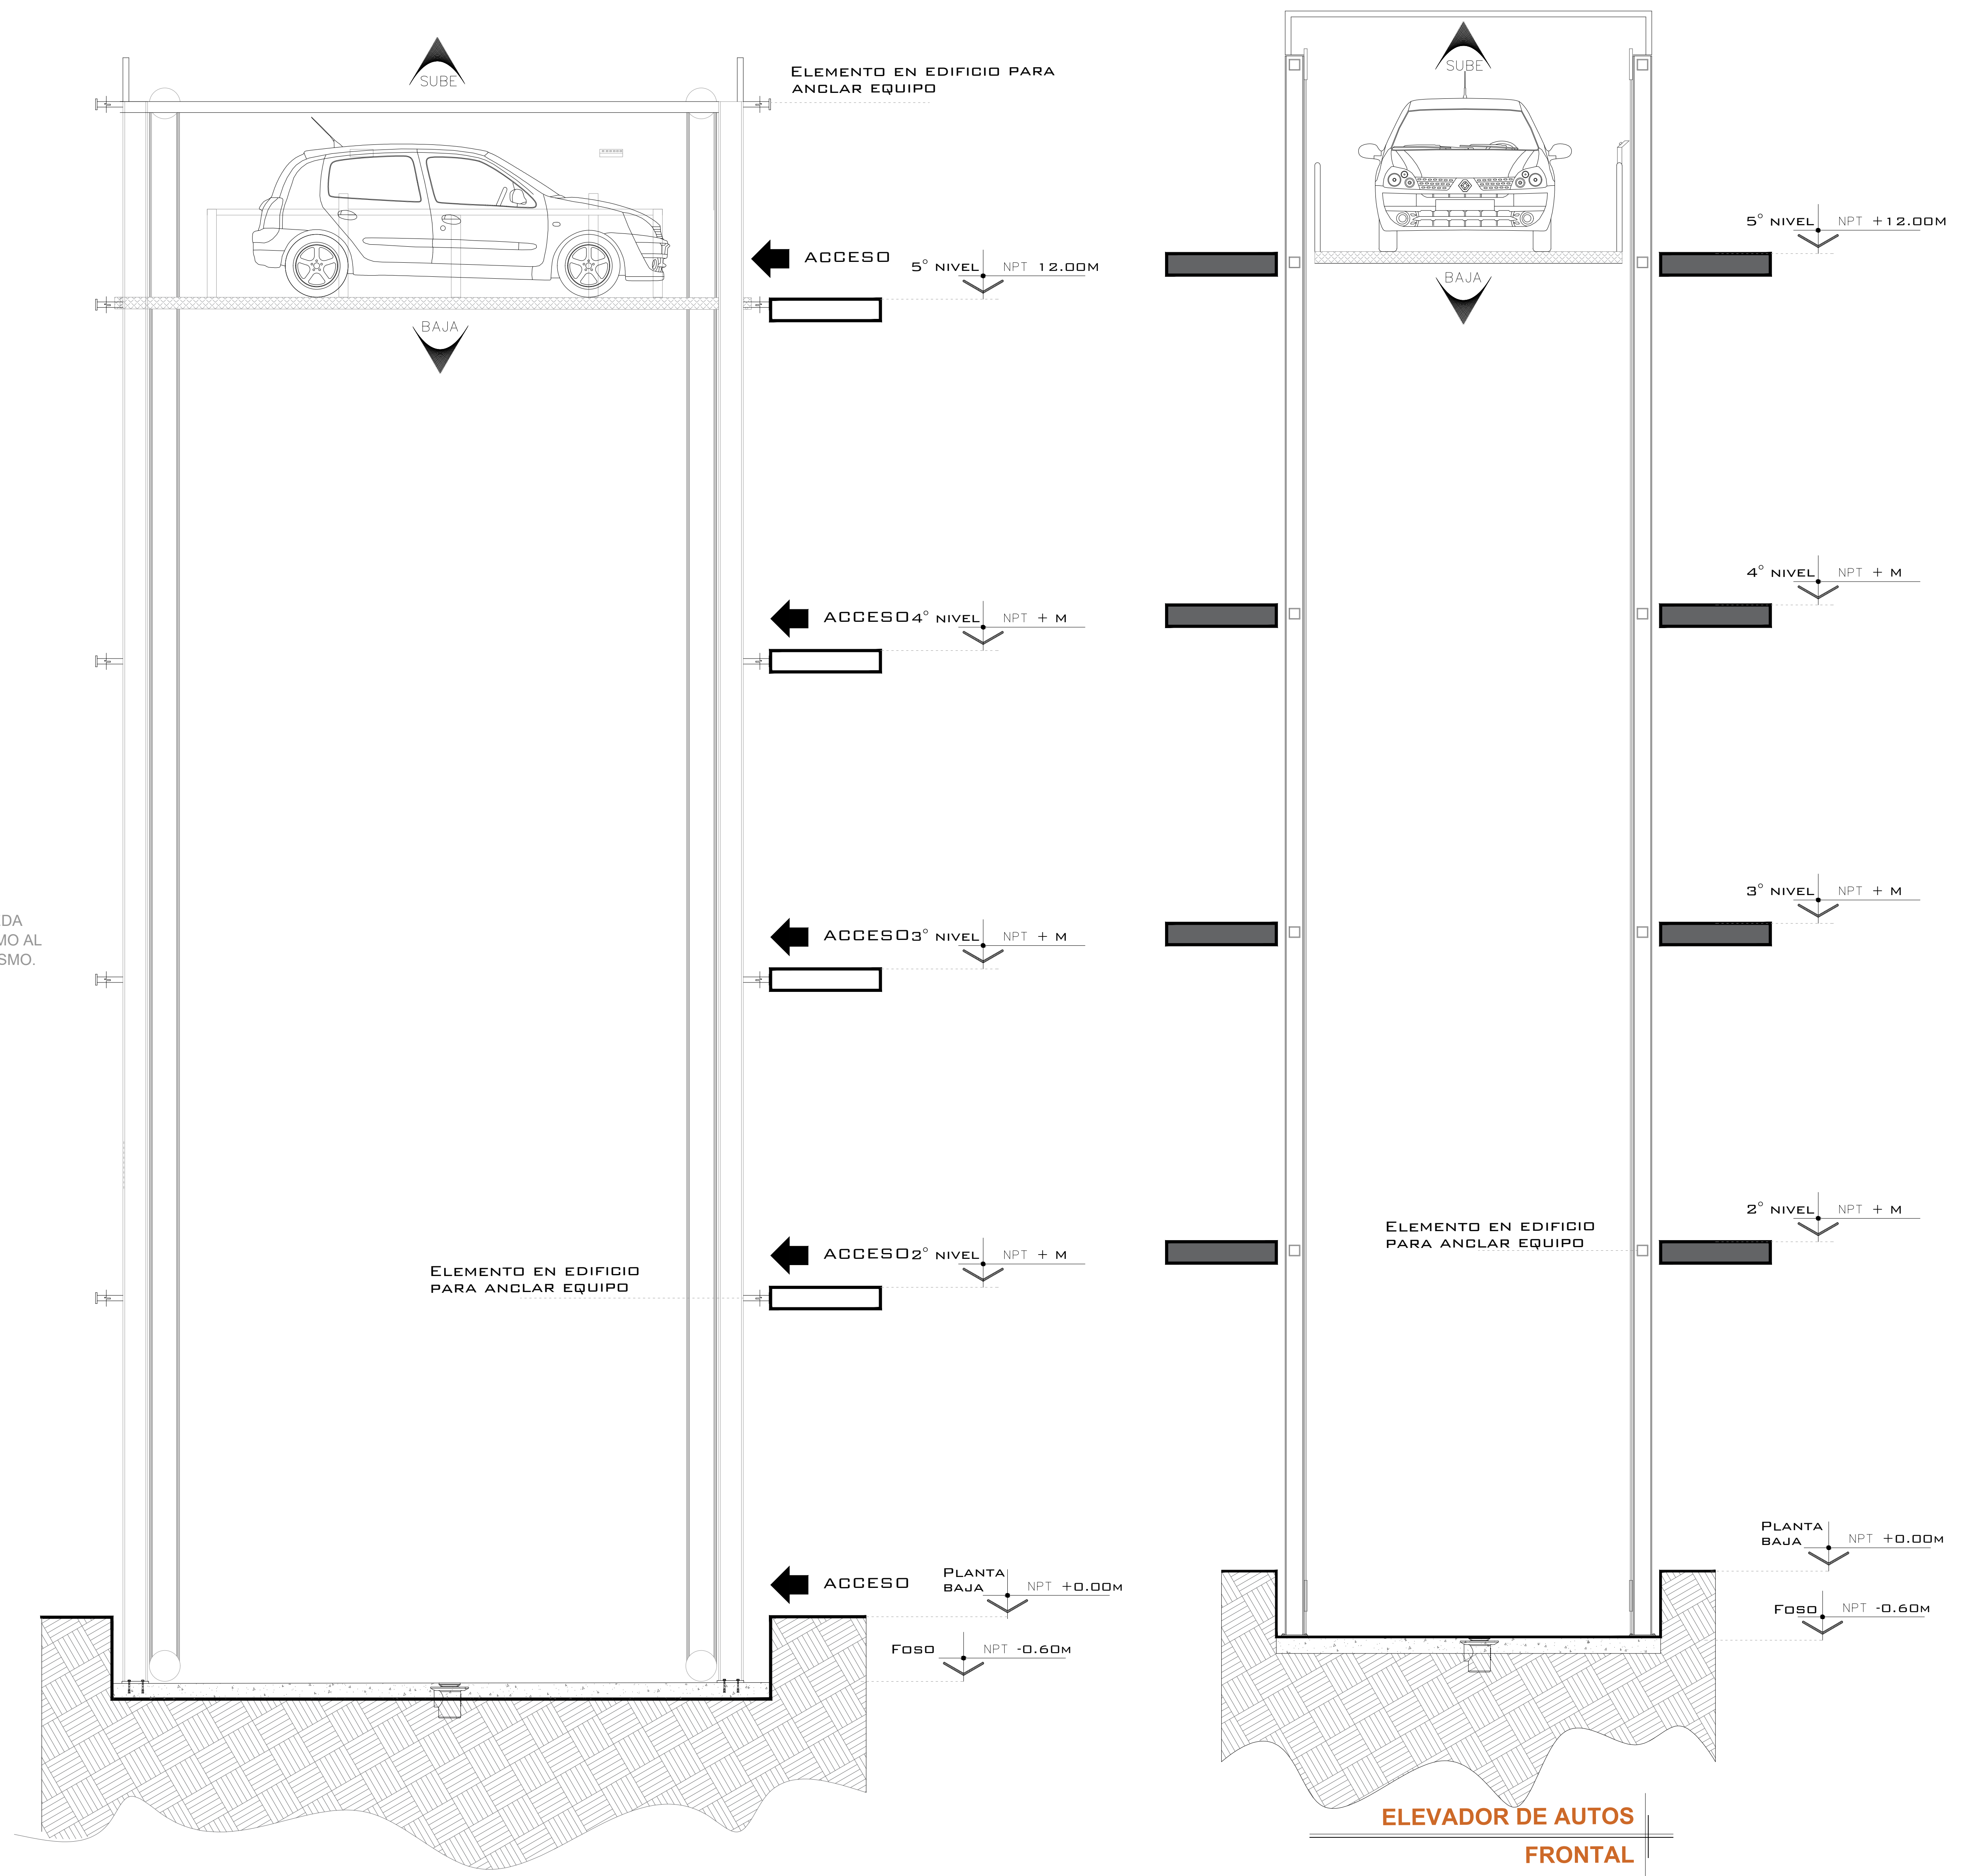 SUBE
ELEMENTO EN EDIFICIO PARA
ANCLAR EQUIPO
ACCESO
5° NIVEL NPT 12.00M
BAJA
ACCESO 4° NIVEL NPT + M
ACCESO 3° NIVEL NPT + M
ACCESO 2° NIVEL NPT + M
ELEMENTO EN EDIFICIO
PARA ANCLAR EQUIPO
ACCESO
PLANTA
BAJA NPT +0.00M
FOSO NPT -0.60M
DA
MO AL
SMO.
SUBE
5° NIVEL NPT +12.00M
BAJA
4° NIVEL NPT + M
3° NIVEL NPT + M
2° NIVEL NPT + M
ELEMENTO EN EDIFICIO
PARA ANCLAR EQUIPO
PLANTA
BAJA NPT +0.00M
FOSO NPT -0.60M
ELEVADOR DE AUTOS
FRONTAL